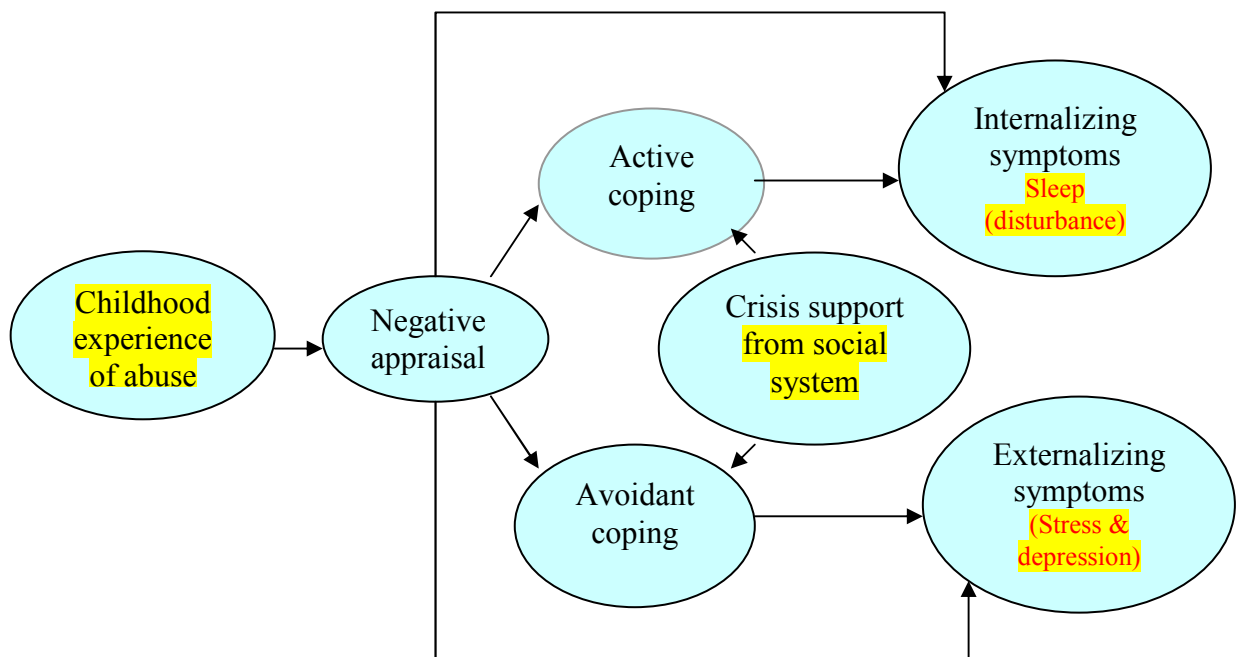 Childhood
experience
of abuse
Negative
appraisal
Active
coping
Crisis support
from social
system
Avoidant
coping
Internalizing
symptoms
Sleep
(disturbance)
Externalizing
symptoms
(Stress &
depression)